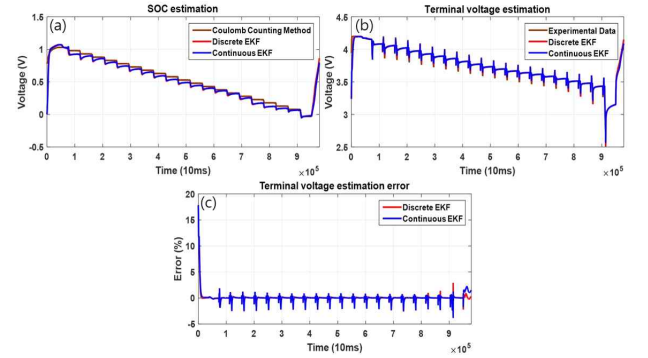 SOC estimation
(a)
Coulomb Counting Method
Discrete EKF
Continuous EKF
Voltage (V)
1.5
1
0.5
0
-0.5
0 1 2 3 4 5 6 7 8 9
Time (10ms)
×10⁵
Terminal voltage estimation
(b)
Experimental Data
Discrete EKF
Continuous EKF
Voltage (V)
4.5
4
3.5
3
2.5
0 1 2 3 4 5 6 7 8 9
Time (10ms)
×10⁵
Terminal voltage estimation error
(c)
Discrete EKF
Continuous EKF
Error (%)
20
15
10
5
0
-5
0 1 2 3 4 5 6 7 8 9
Time (10ms)
×10⁵